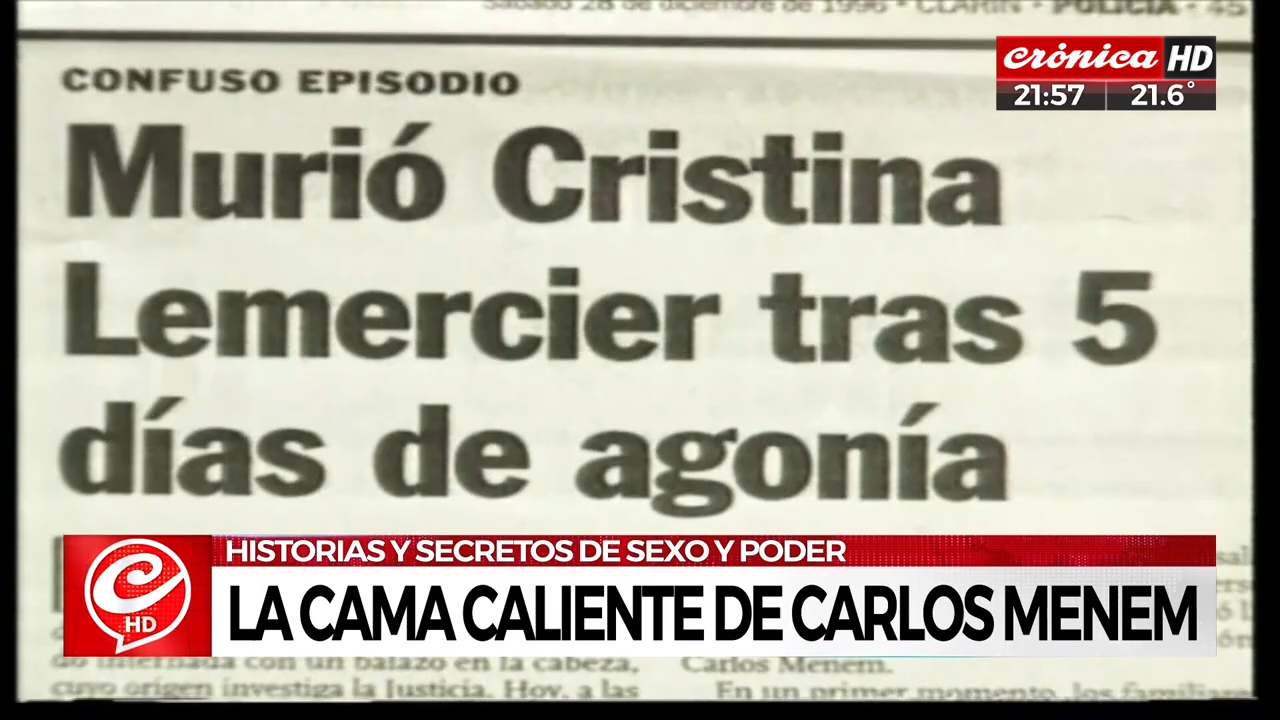 Sábado 28 de diciembre de 1996 • CLARIN • POLICIA • 45
crónica HD
21:57 21.6°
CONFUSO EPISODIO
Murió Cristina
Lemercier tras 5
días de agonía
HISTORIAS Y SECRETOS DE SEXO Y PODER
LA CAMA CALIENTE DE CARLOS MENEM
HD
do internada con un balazo en la cabeza,
cuyo origen investiga la Justicia. Hoy, a las
Carlos Menem.
En un primer momento, los familiares